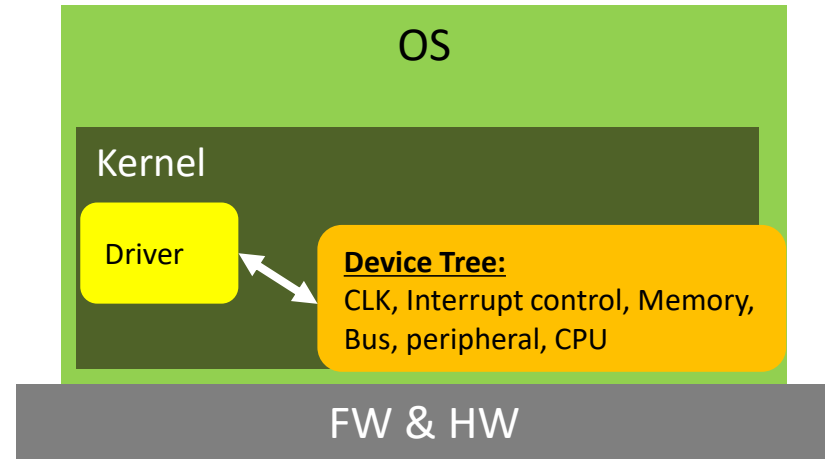 OS
Kernel
Driver
Device Tree:
CLK, Interrupt control, Memory,
Bus, peripheral, CPU
FW & HW